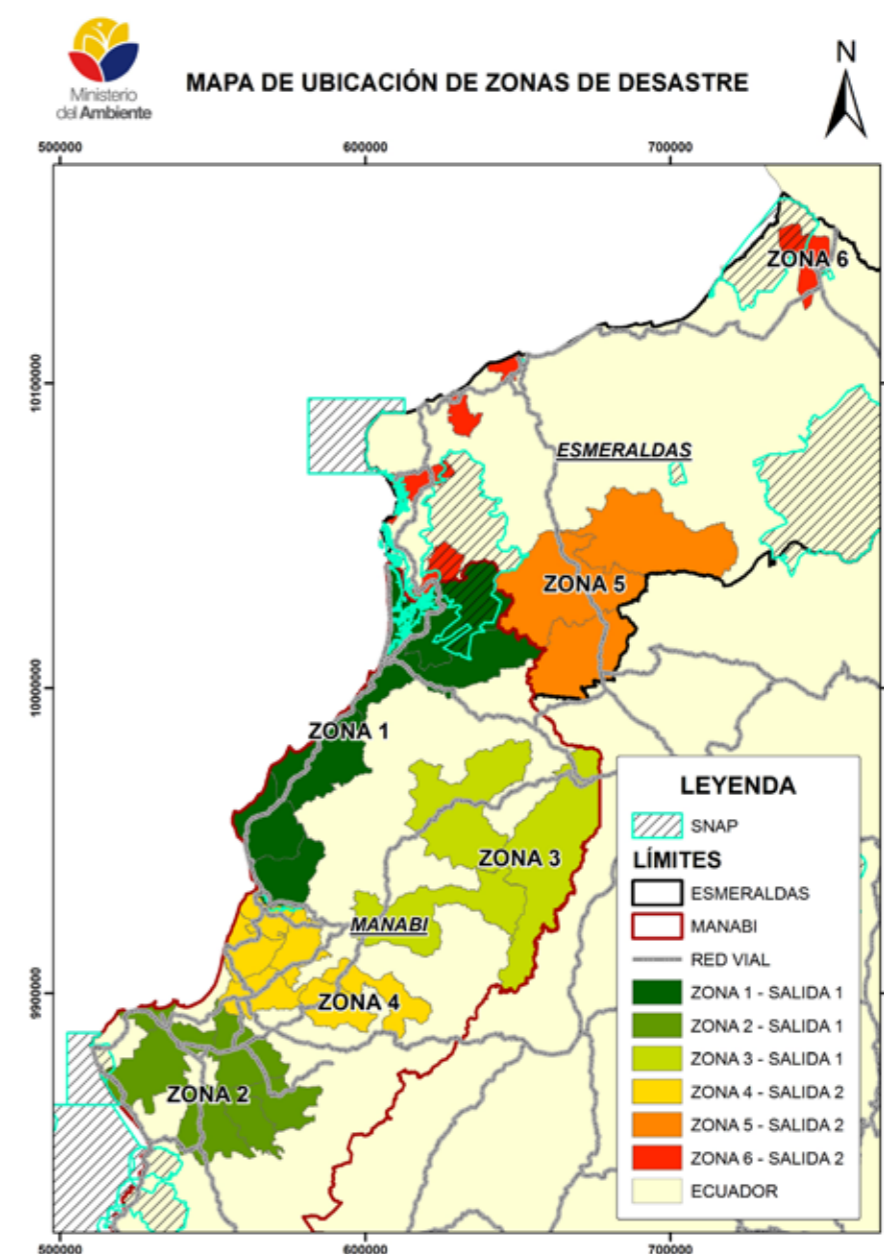 Ministerio
del Ambiente
MAPA DE UBICACIÓN DE ZONAS DE DESASTRE
N
500000
600000
700000
ZONA 6
10100000
ESMERALDAS
ZONA 5
10000000
ZONA 1
ZONA 3
MANABI
9900000
ZONA 4
ZONA 2
LEYENDA
SNAP
LÍMITES
ESMERALDAS
MANABI
RED VIAL
ZONA 1 - SALIDA 1
ZONA 2 - SALIDA 1
ZONA 3 - SALIDA 1
ZONA 4 - SALIDA 2
ZONA 5 - SALIDA 2
ZONA 6 - SALIDA 2
ECUADOR
500000
600000
700000